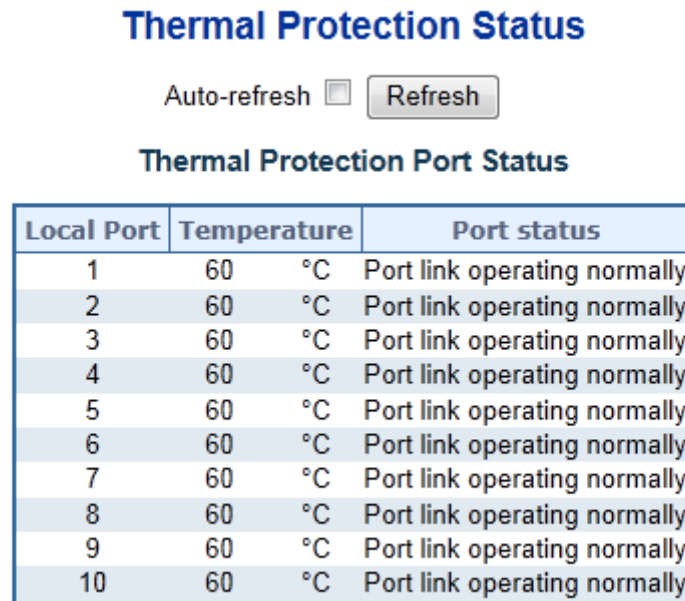 Thermal Protection Status
Auto-refresh Refresh
Thermal Protection Port Status
Local Port Temperature Port status
1 60 °C Port link operating normally
2 60 °C Port link operating normally
3 60 °C Port link operating normally
4 60 °C Port link operating normally
5 60 °C Port link operating normally
6 60 °C Port link operating normally
7 60 °C Port link operating normally
8 60 °C Port link operating normally
9 60 °C Port link operating normally
10 60 °C Port link operating normally